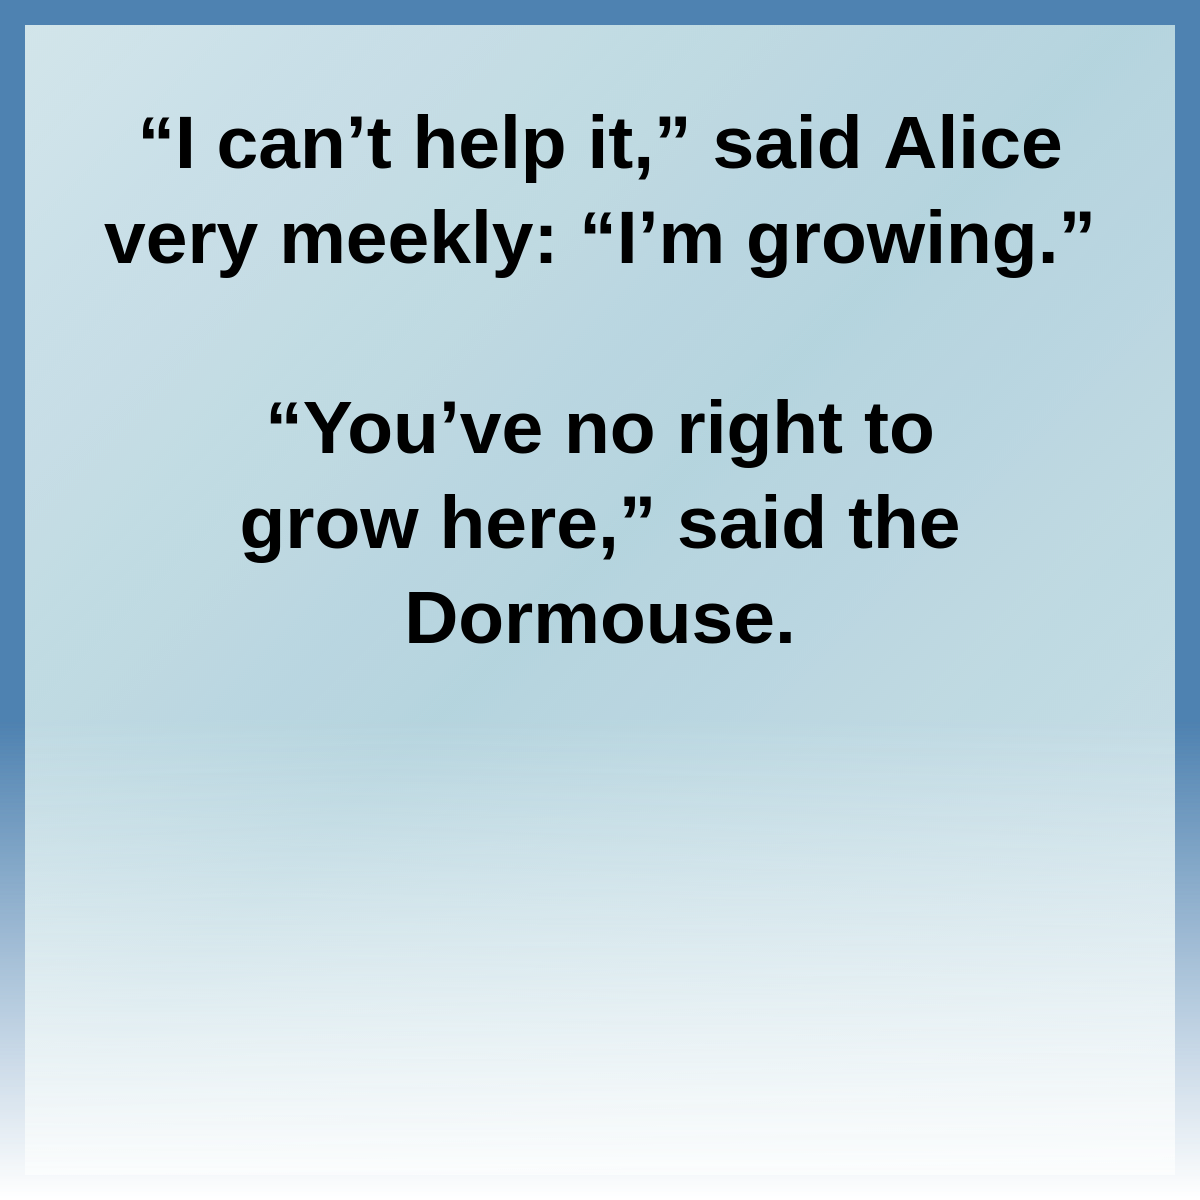 “I can’t help it,” said Alice
very meekly: “I’m growing.”
“You’ve no right to
grow here,” said the
Dormouse.